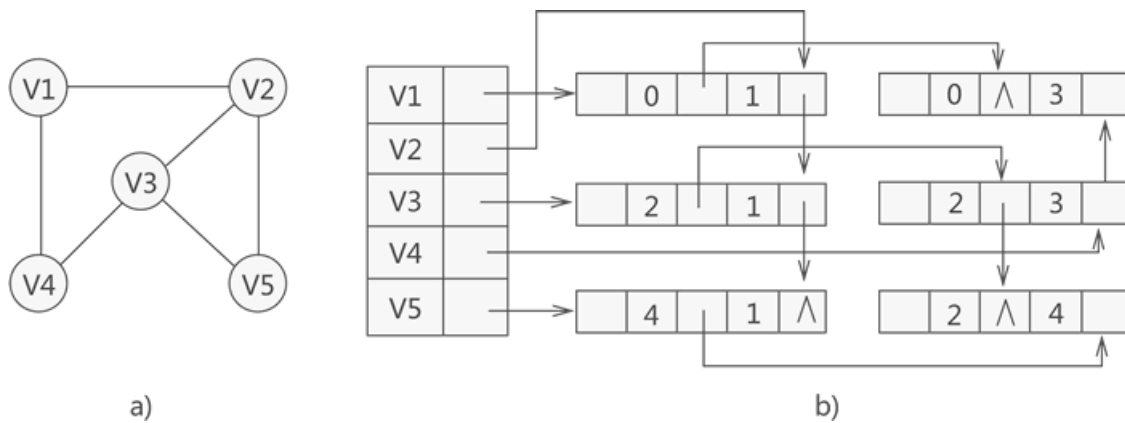 V1 V2
V3
V4 V5
a)
V1 0 1 0 ∧ 3
V2
V3 2 1 2 3
V4
V5 4 1 ∧ 2 ∧ 4
b)